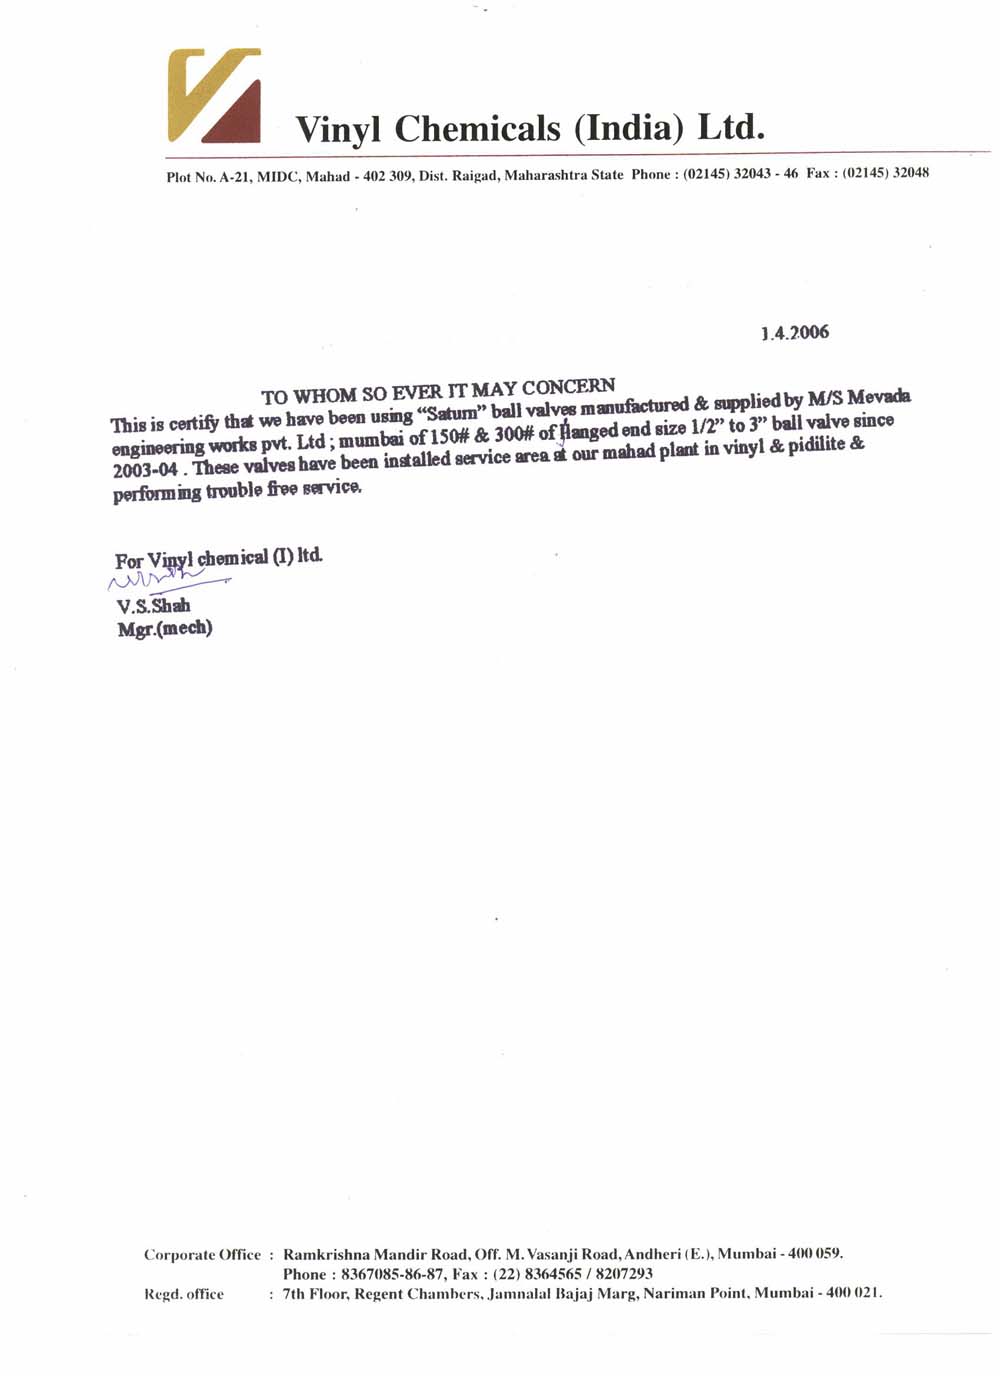 Vinyl Chemicals (India) Ltd.
Plot No. A-21, MIDC, Mahad - 402 309, Dist. Raigad, Maharashtra State Phone : (02145) 32043 - 46 Fax : (02145) 32048
1.4.2006
TO WHOM SO EVER IT MAY CONCERN
This is certify that we have been using “Saturn” ball valves manufactured & supplied by M/S Mevada
engineering works pvt. Ltd ; mumbai of 150# & 300# of flanged end size 1/2” to 3” ball valve since
2003-04 . These valves have been installed service area at our mahad plant in vinyl & pidilite &
performing trouble free service.
For Vinyl chemical (I) ltd.
V.S.Shah
Mgr.(mech)
Corporate Office : Ramkrishna Mandir Road, Off. M. Vasanji Road, Andheri (E.), Mumbai - 400 059.
Phone : 8367085-86-87, Fax : (22) 8364565 / 8207293
Regd. office : 7th Floor, Regent Chambers, Jamnalal Bajaj Marg, Nariman Point, Mumbai - 400 021.